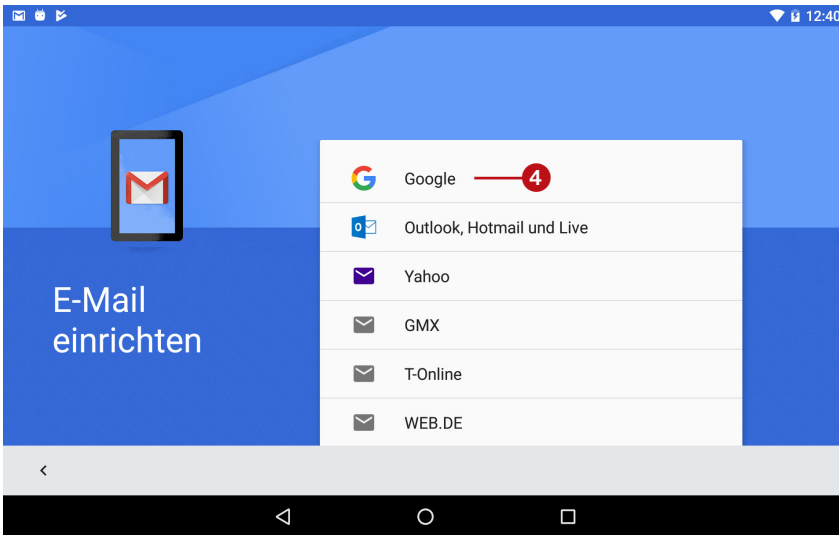 12:40
Google
4
Outlook, Hotmail und Live
Yahoo
E-Mail
einrichten
GMX
T-Online
WEB.DE